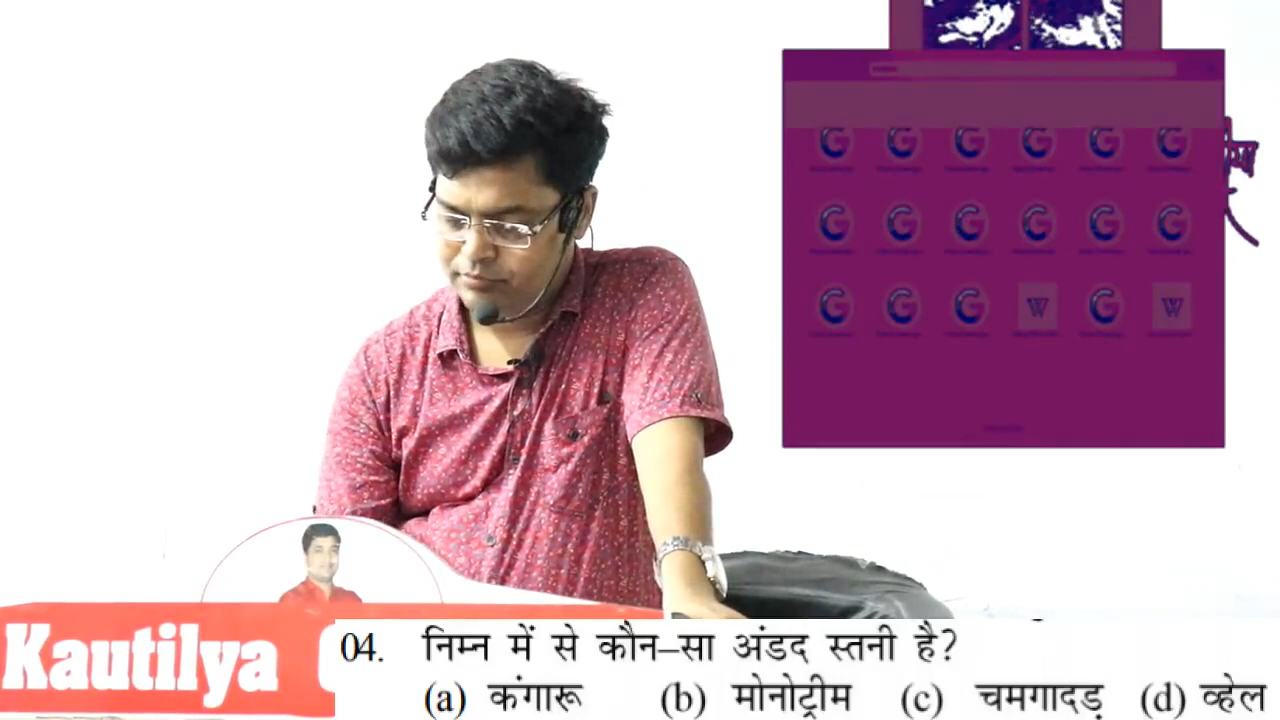 Kautilya
04. निम्न में से कौन–सा अंडद स्तनी है?
(a) कंगारू (b) मोनोट्रीम (c) चमगादड़ (d) व्हेल